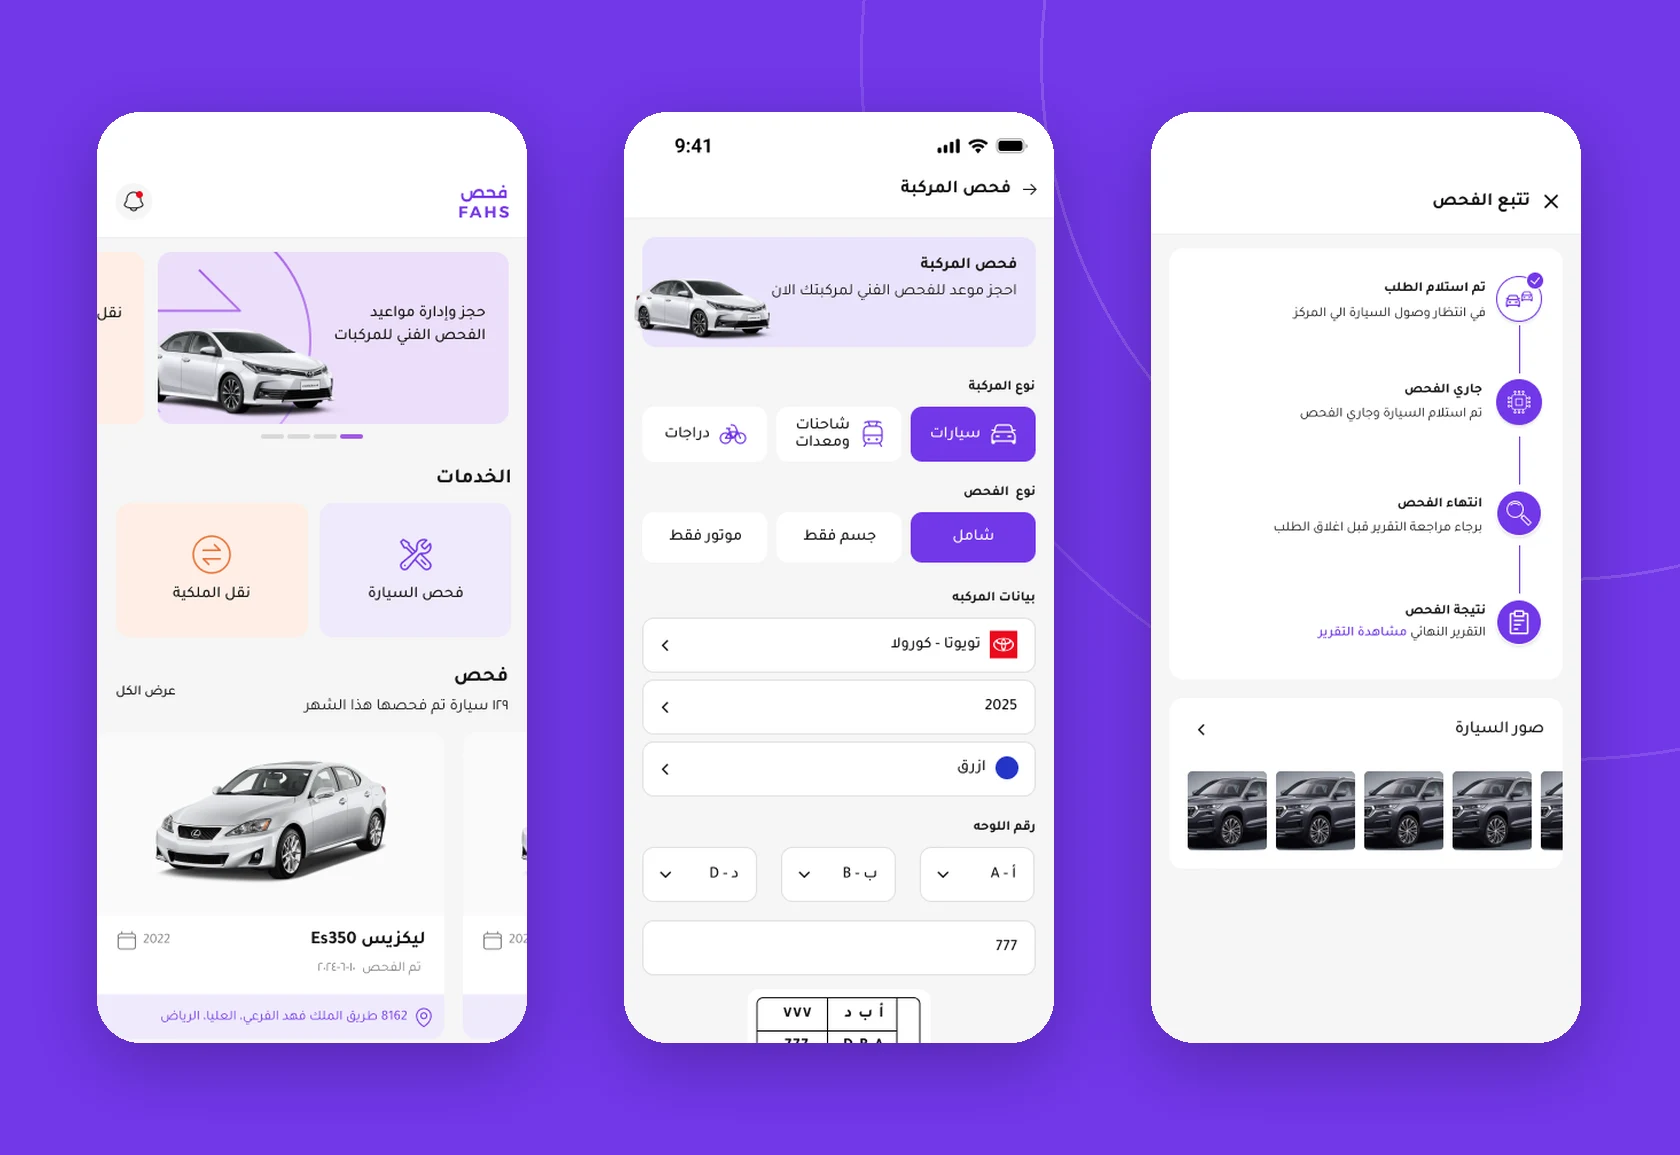 فحص
FAHS
حجز وإدارة مواعيد
الفحص الفني للمركبات
نقل
الخدمات
فحص السيارة
نقل الملكية
فحص
١٢٩ سيارة تم فحصها هذا الشهر
عرض الكل
ليكزيس Es350
2022
تم الفحص ١٠-٦-٢٠٢٤
8162 طريق الملك فهد الفرعي، العليا، الرياض
202
9:41
فحص المركبة
فحص المركبة
احجز موعد للفحص الفني لمركبتك الان
نوع المركبة
سيارات
شاحنات
ومعدات
دراجات
نوع الفحص
شامل
جسم فقط
موتور فقط
بيانات المركبه
تويوتا - كورولا
2025
ازرق
رقم اللوحه
أ - A
ب - B
د - D
777
أ ب د
٧٧٧
D B A
777
تتبع الفحص
تم استلام الطلب
في انتظار وصول السيارة الي المركز
جاري الفحص
تم استلام السيارة وجاري الفحص
انتهاء الفحص
برجاء مراجعة التقرير قبل اغلاق الطلب
نتيجة الفحص
التقرير النهائي مشاهدة التقرير
صور السيارة